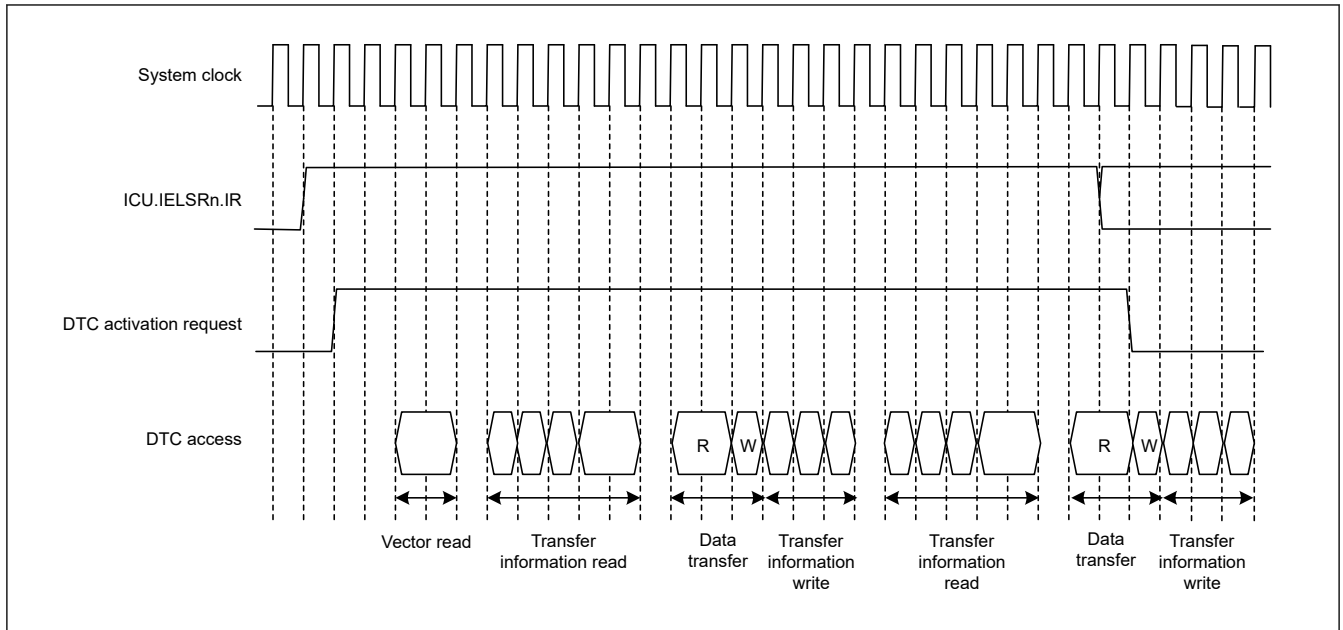 System clock
ICU.IELSRn.IR
DTC activation request
DTC access
R
W
R
W
Vector read
Transfer
information read
Data
transfer
Transfer
information
write
Transfer
information
read
Data
transfer
Transfer
information
write